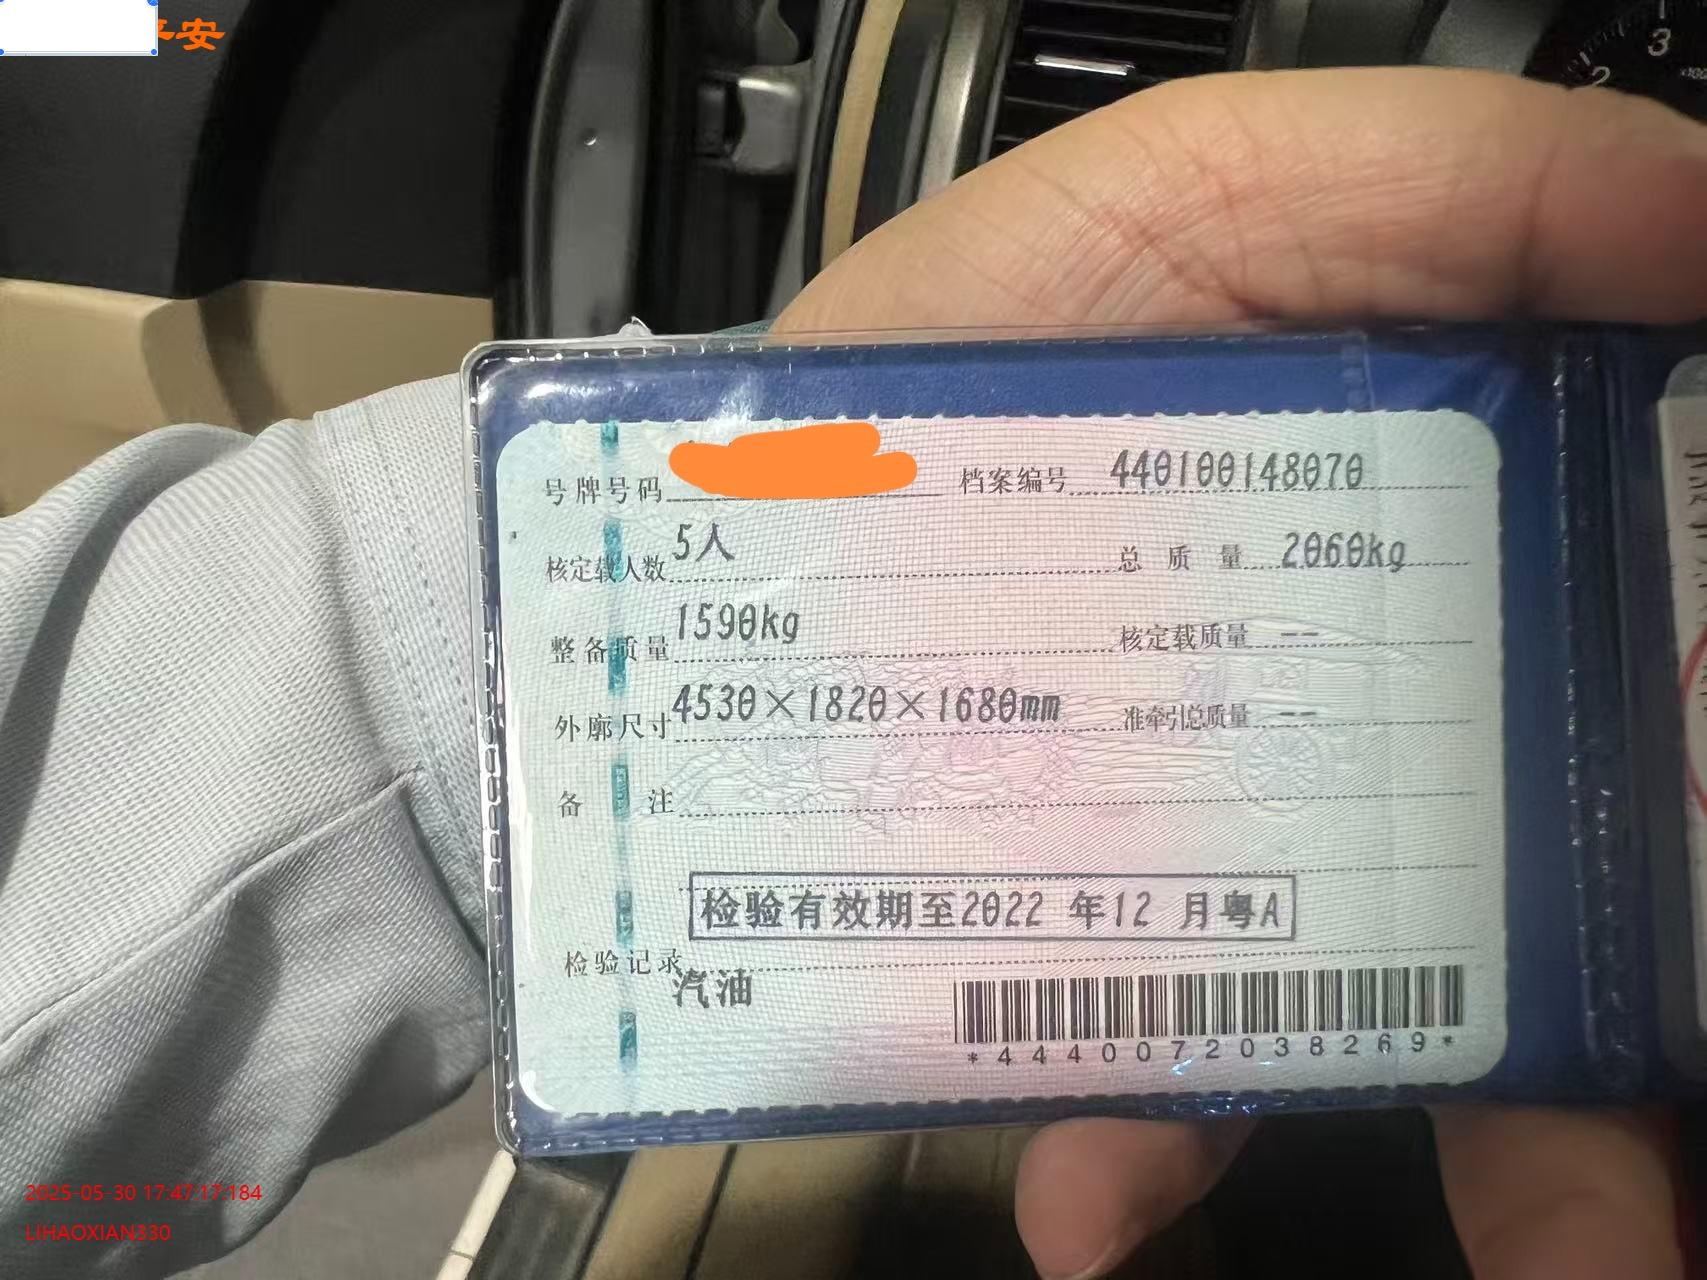 平安
号牌号码 档案编号 440100148070
核定载人数 5人 总质量 2060kg
整备质量 1590kg 核定载质量 --
外廓尺寸 4530×1820×1680mm 准牵引总质量 --
备注
检验有效期至2022 年12 月粤A
检验记录
汽油
*4440072038269*
2025-05-30 17:47:17:184
LIHAOXIAN330
3
2